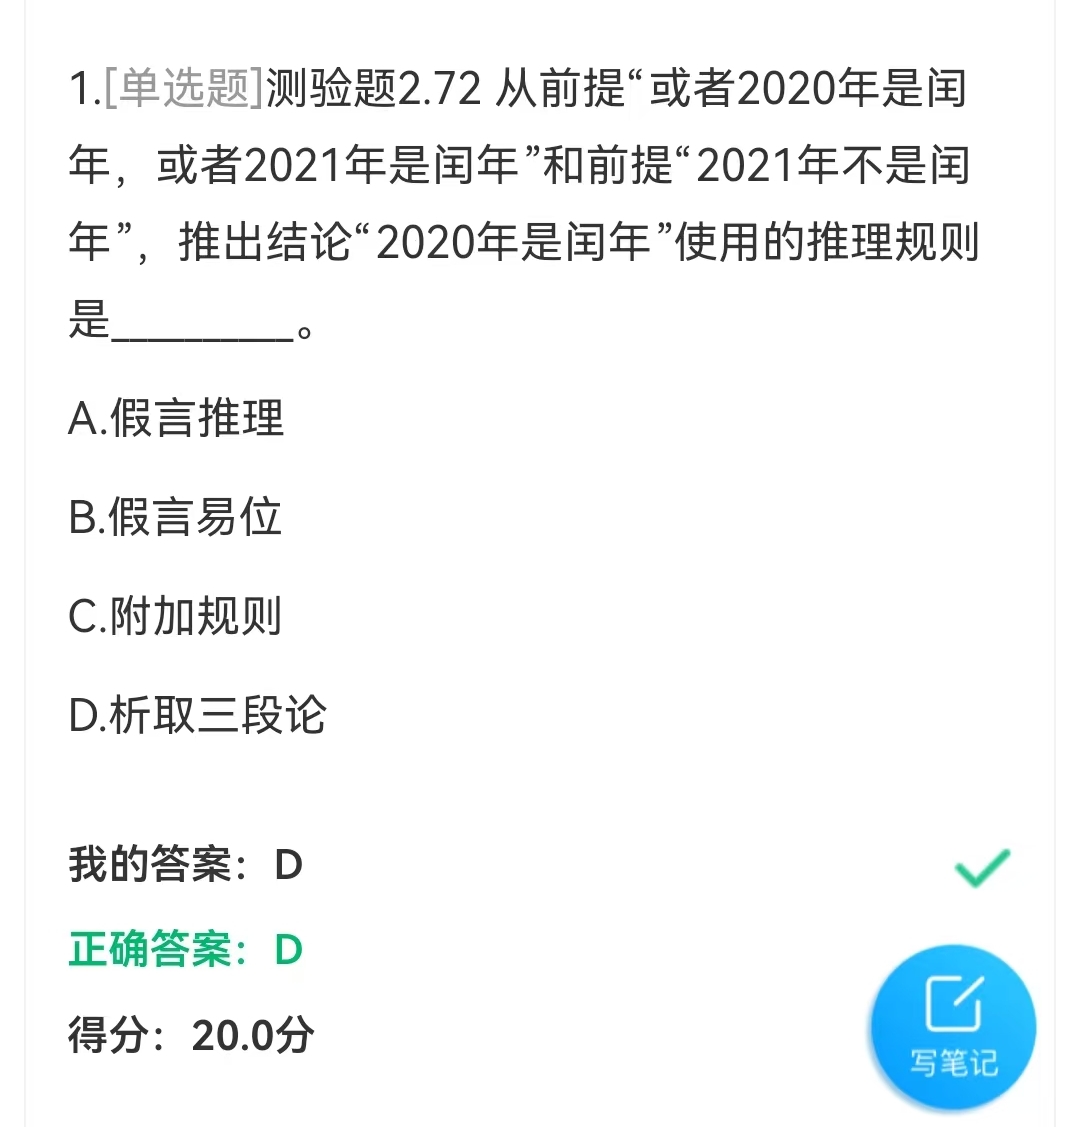 1.[单选题]测验题2.72 从前提“或者2020年是闰
年，或者2021年是闰年”和前提“2021年不是闰
年”，推出结论“2020年是闰年”使用的推理规则
是__________。
A.假言推理
B.假言易位
C.附加规则
D.析取三段论
我的答案：D
正确答案：D
得分：20.0分
写笔记